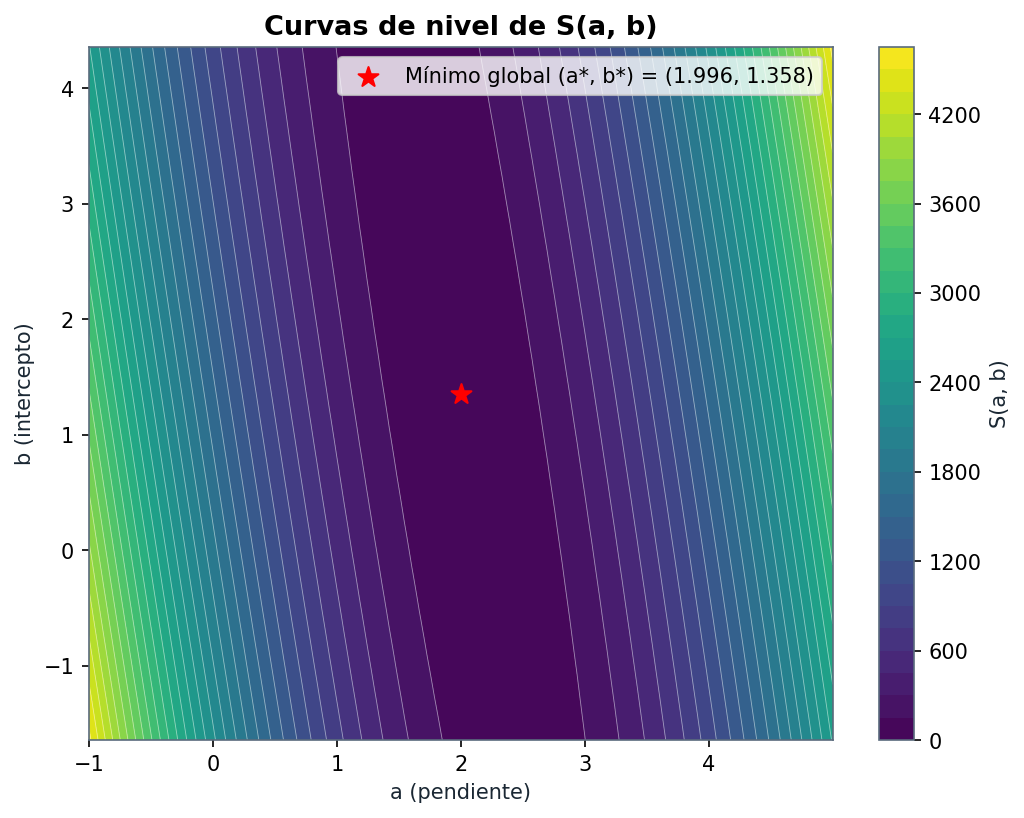 Curvas de nivel de S(a, b)
Mínimo global (a*, b*) = (1.996, 1.358)
4
3
2
1
0
−1
b (intercepto)
−1 0 1 2 3 4
a (pendiente)
4200
3600
3000
2400
1800
1200
600
0
S(a, b)